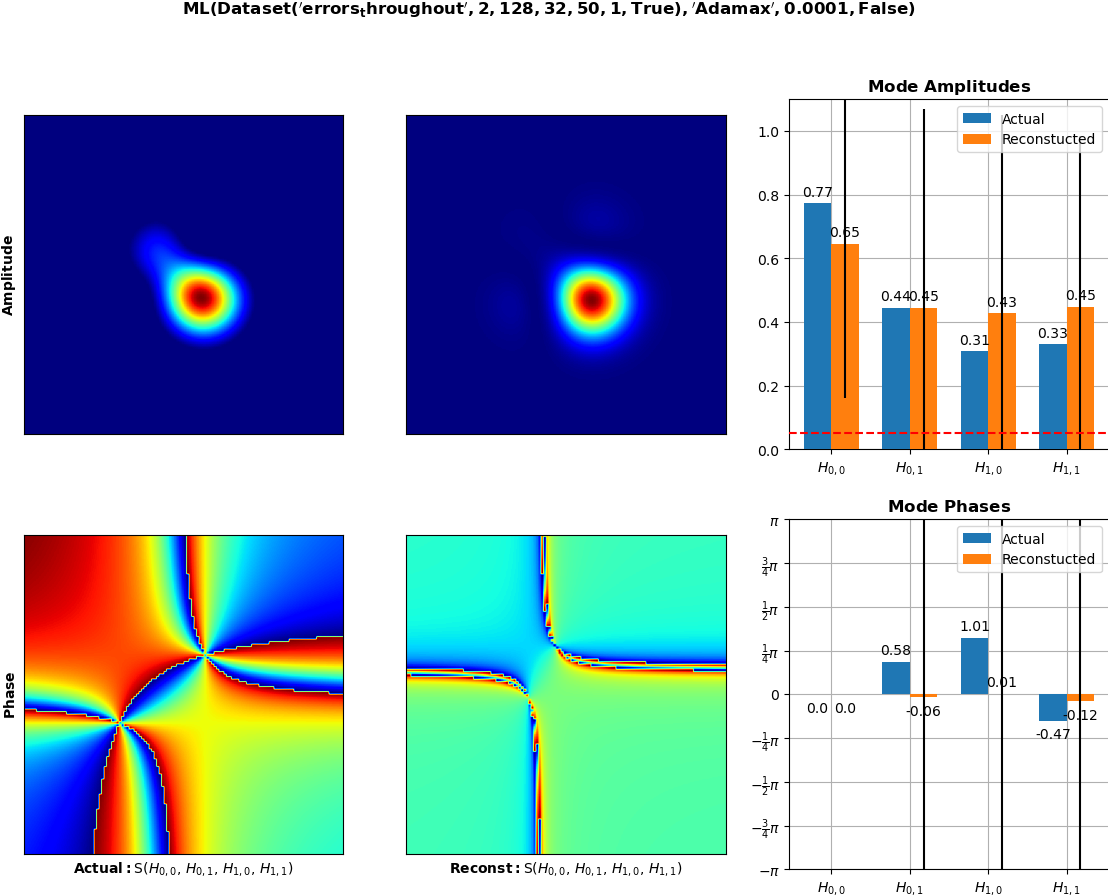 ML(Dataset('errors_throughout', 2, 128, 32, 50, 1, True), 'Adamax', 0.0001, False)
Amplitude
Mode Amplitudes
Actual
Reconstucted
1.0
0.8
0.6
0.4
0.2
0.0
0.77
0.65
0.44
0.45
0.31
0.43
0.33
0.45
H0,0
H0,1
H1,0
H1,1
Phase
Actual: S(H0,0, H0,1, H1,0, H1,1)
Reconst: S(H0,0, H0,1, H1,0, H1,1)
Mode Phases
Actual
Reconstucted
π
3/4π
1/2π
1/4π
0
-1/4π
-1/2π
-3/4π
-π
0.0
0.0
0.58
-0.06
1.01
0.01
-0.47
-0.12
H0,0
H0,1
H1,0
H1,1